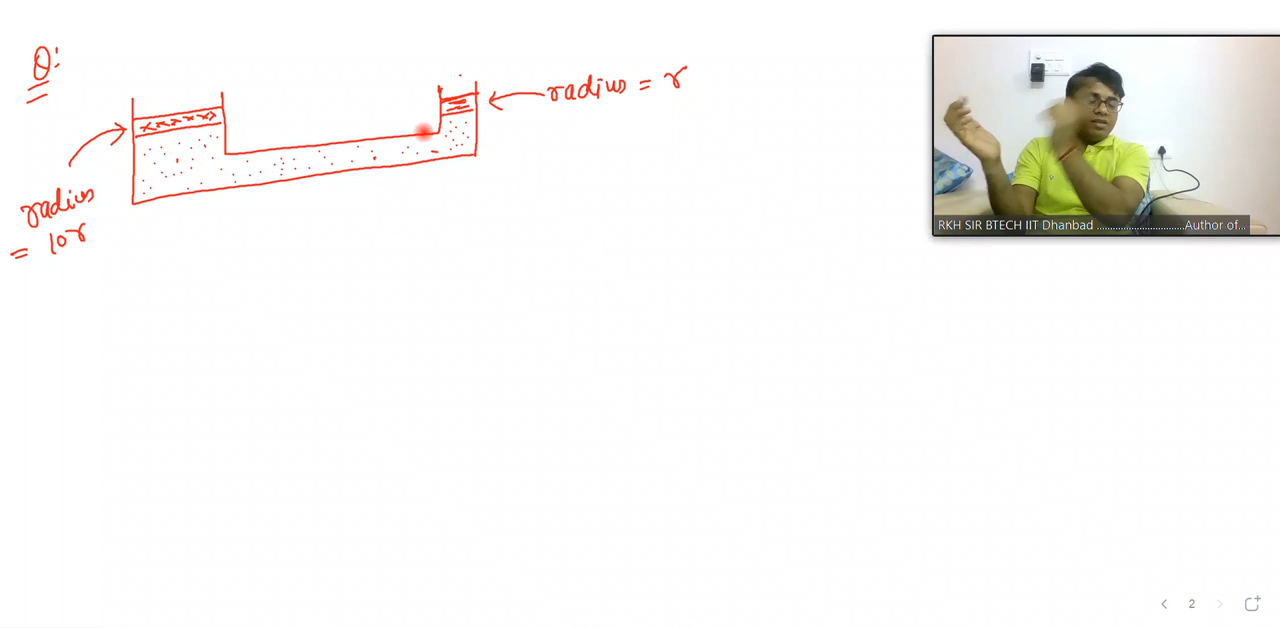 Q:
radius = r
radius
= 10r
RKH SIR BTECH IIT Dhanbad ................................Author of...
2